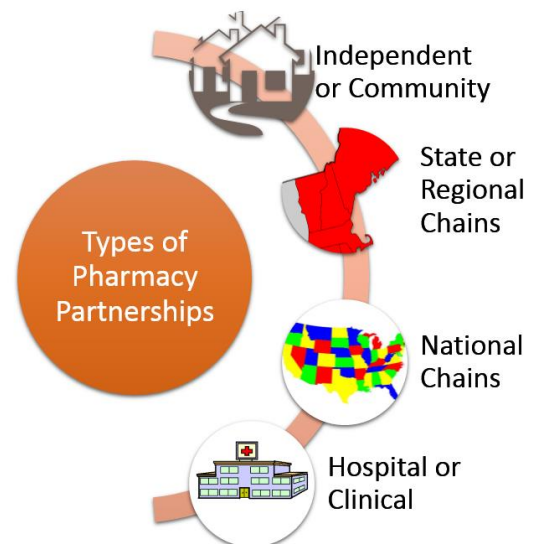 Types of
Pharmacy
Partnerships
Independent
or Community
State or
Regional
Chains
National
Chains
Hospital or
Clinical